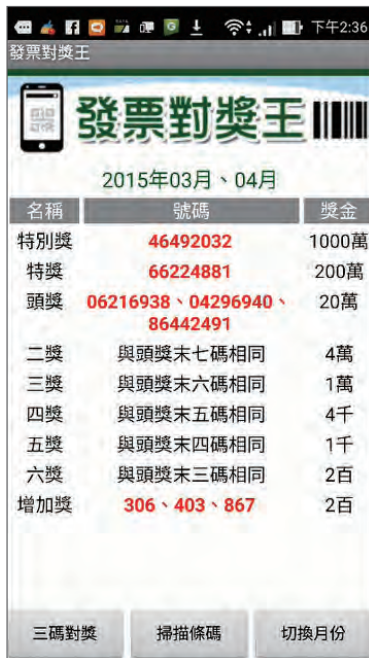 下午2:36
發票對獎王
發票對獎王
2015年03月、04月
名稱 號碼 獎金
特別獎 46492032 1000萬
特獎 66224881 200萬
頭獎 06216938、04296940、 20萬
86442491
二獎 與頭獎末七碼相同 4萬
三獎 與頭獎末六碼相同 1萬
四獎 與頭獎末五碼相同 4千
五獎 與頭獎末四碼相同 1千
六獎 與頭獎末三碼相同 2百
增加獎 306、403、867 2百
三碼對獎 掃描條碼 切換月份